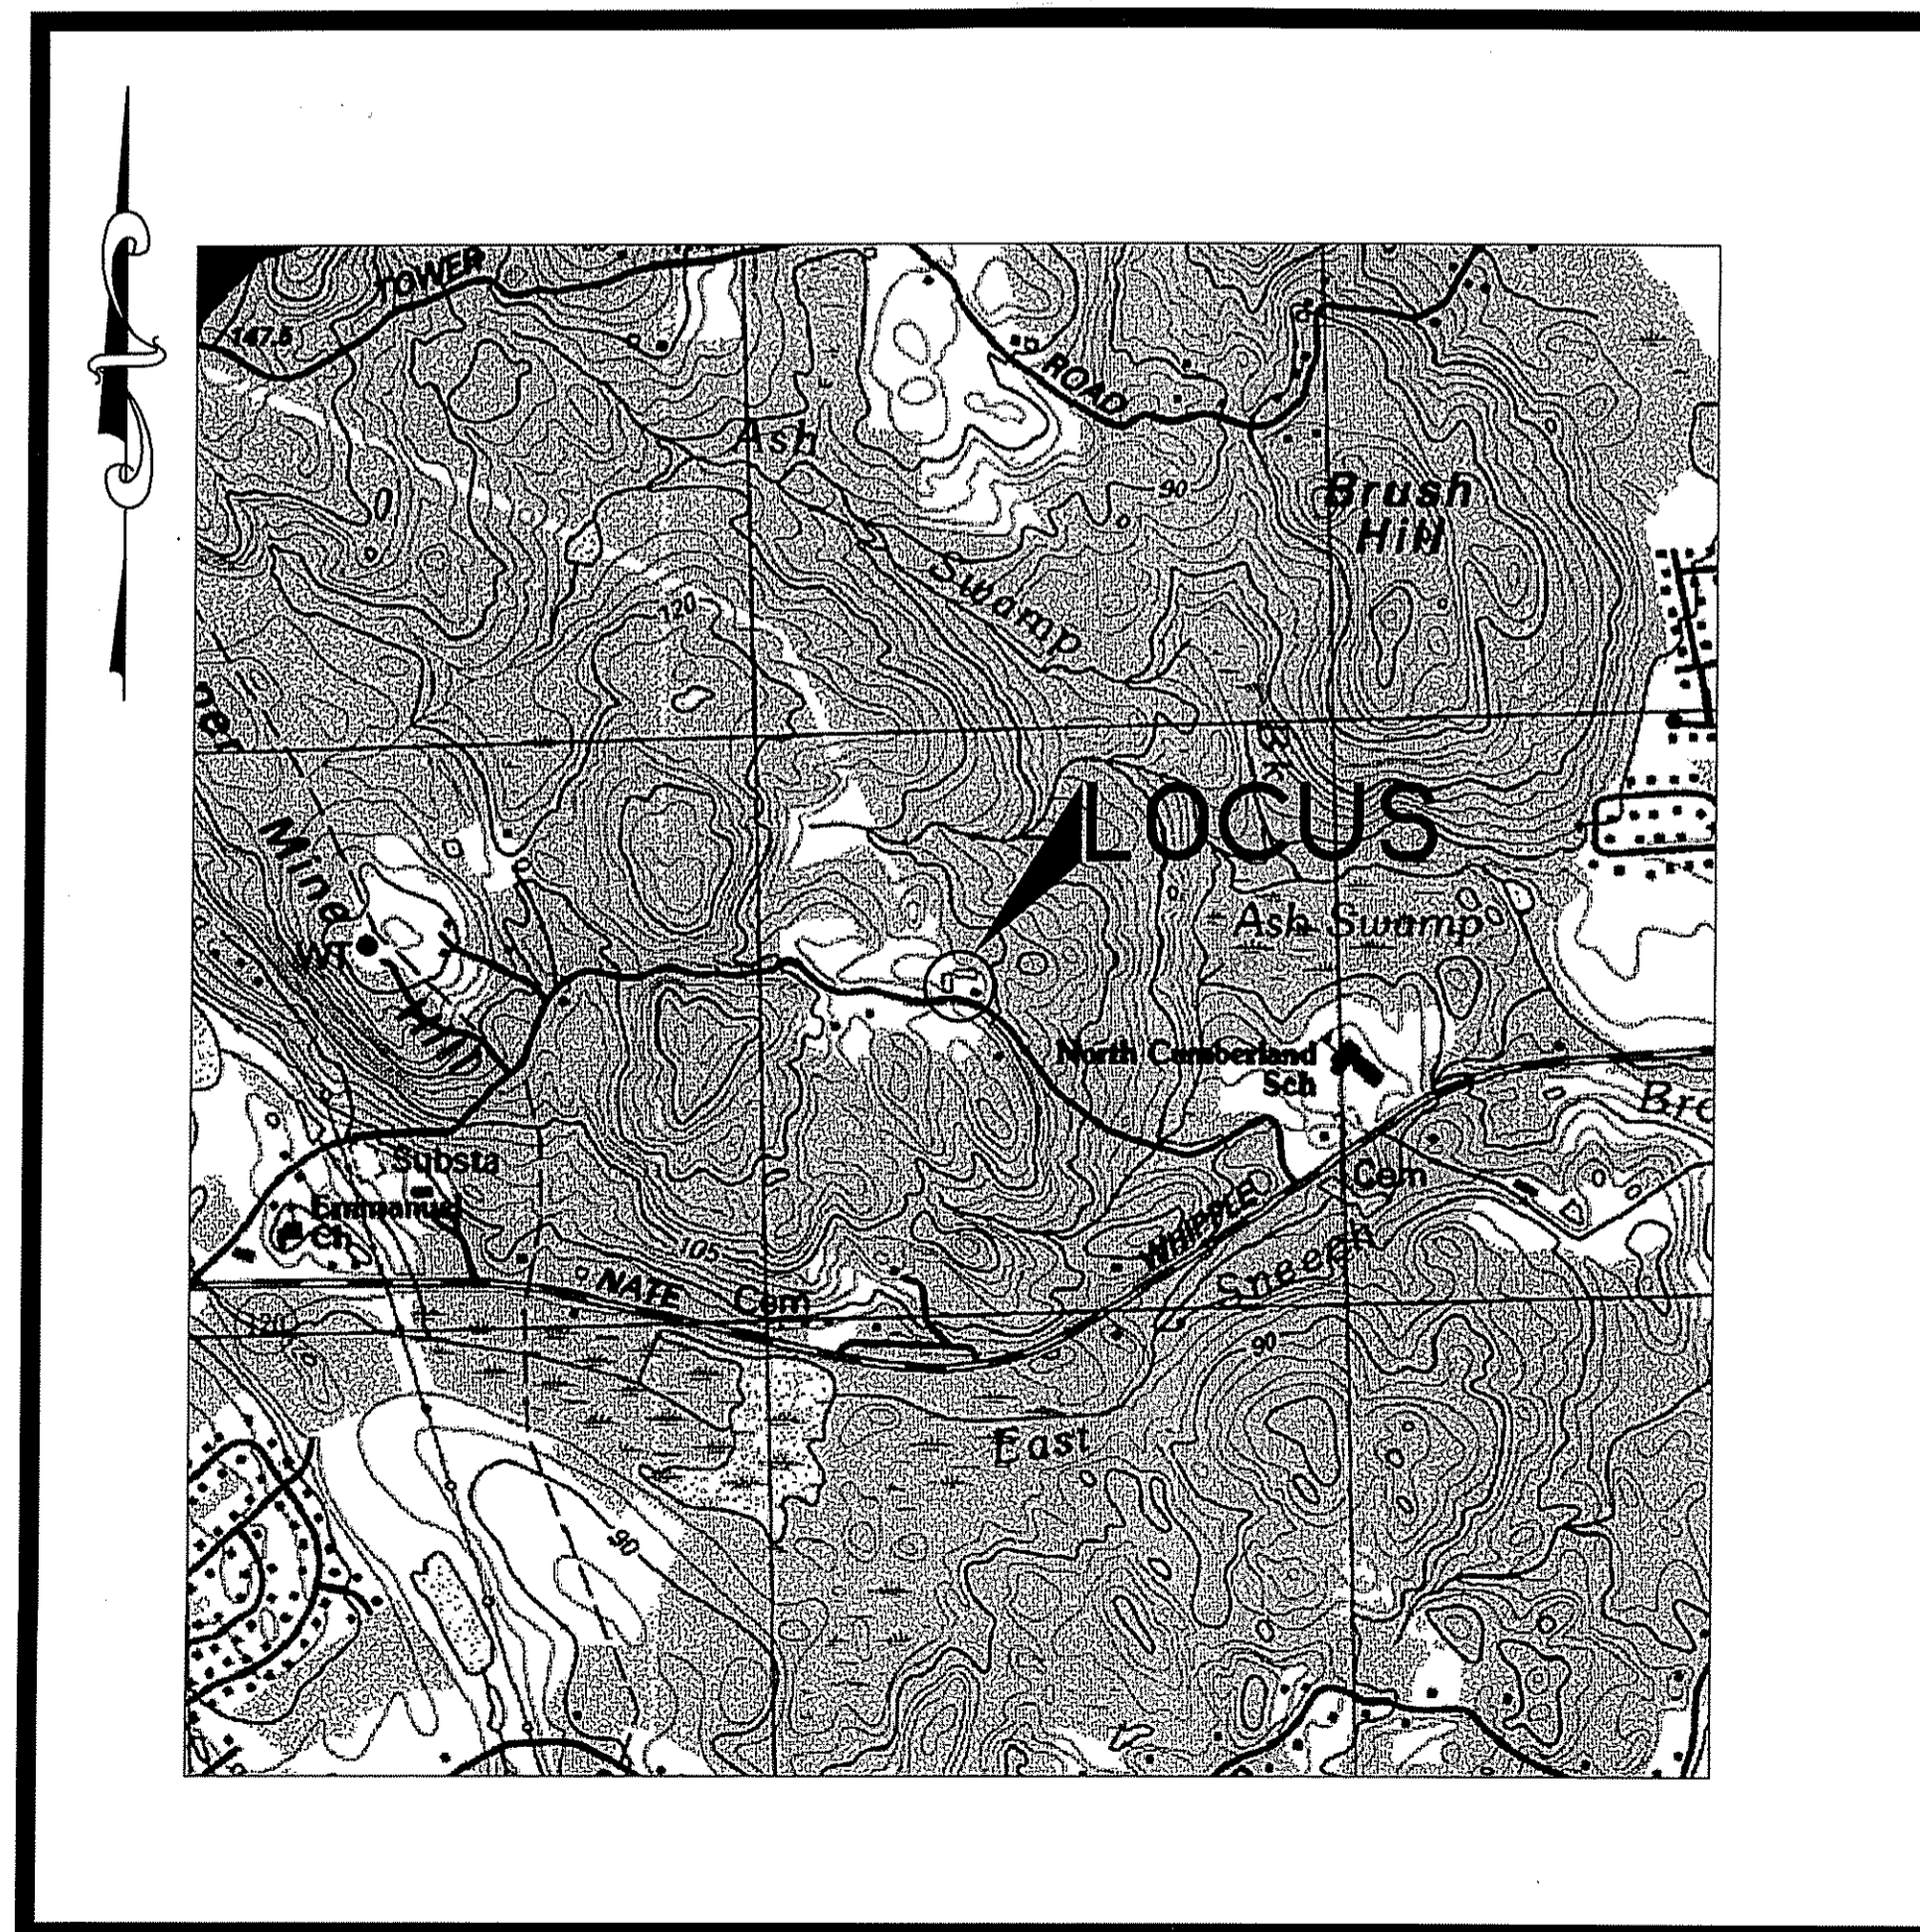 TOWER
147.5
ROAD
Ash
90
Brush
Hill
Swamp
120
Bk
LOCUS
Mine
WT
Hill
Ash Swamp
North Cumberland
Sch
Substa
Emmanuel
Ch
Cem
WHIPPLE
Sneech
105
NATE
Cem
120
90
East
90